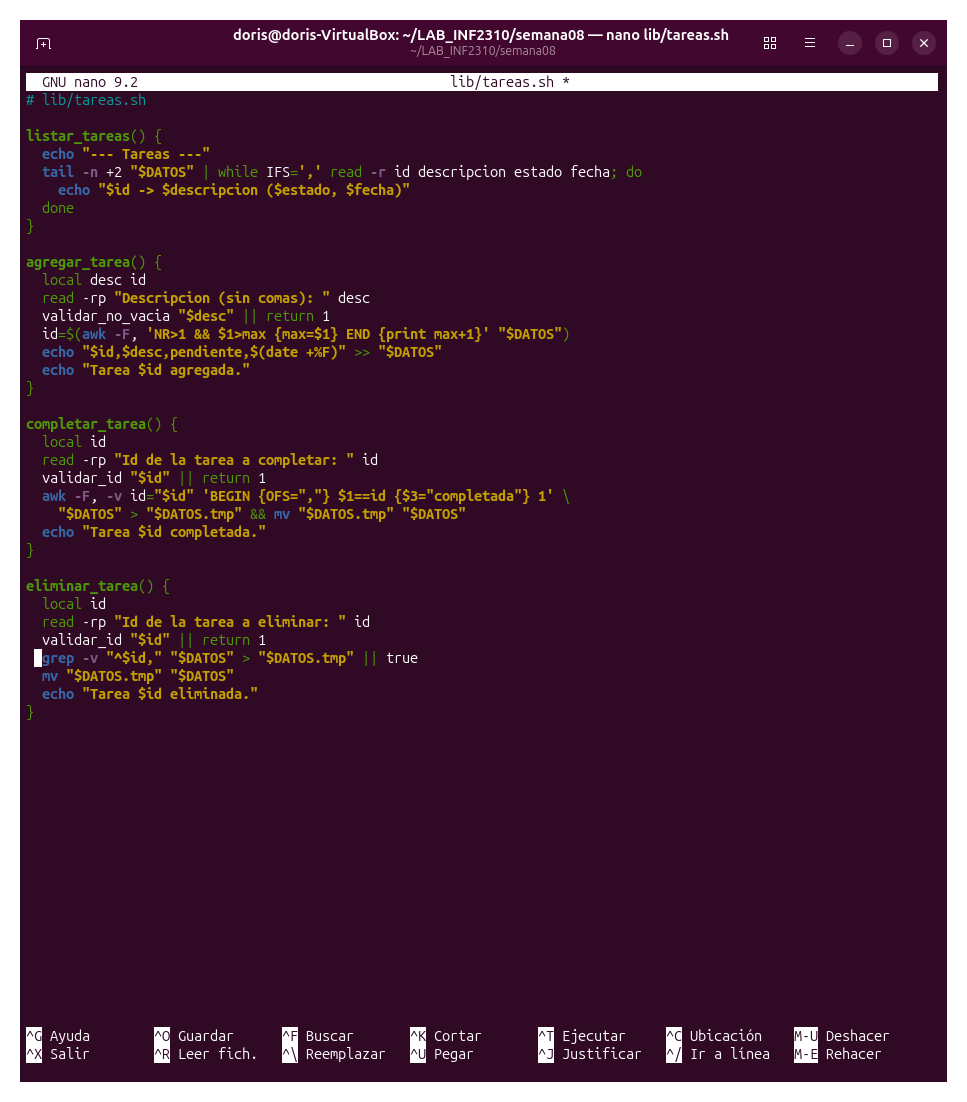 doris@doris-VirtualBox: ~/LAB_INF2310/semana08 — nano lib/tareas.sh
~/LAB_INF2310/semana08
GNU nano 9.2 lib/tareas.sh *
# lib/tareas.sh
listar_tareas() {
  echo "--- Tareas ---"
  tail -n +2 "$DATOS" | while IFS=',' read -r id descripcion estado fecha; do
    echo "$id -> $descripcion ($estado, $fecha)"
  done
}
agregar_tarea() {
  local desc id
  read -rp "Descripcion (sin comas): " desc
  validar_no_vacia "$desc" || return 1
  id=$(awk -F, 'NR>1 && $1>max {max=$1} END {print max+1}' "$DATOS")
  echo "$id,$desc,pendiente,$(date +%F)" >> "$DATOS"
  echo "Tarea $id agregada."
}
completar_tarea() {
  local id
  read -rp "Id de la tarea a completar: " id
  validar_id "$id" || return 1
  awk -F, -v id="$id" 'BEGIN {OFS=","} $1==id {$3="completada"} 1' \
    "$DATOS" > "$DATOS.tmp" && mv "$DATOS.tmp" "$DATOS"
  echo "Tarea $id completada."
}
eliminar_tarea() {
  local id
  read -rp "Id de la tarea a eliminar: " id
  validar_id "$id" || return 1
  grep -v "^$id," "$DATOS" > "$DATOS.tmp" || true
  mv "$DATOS.tmp" "$DATOS"
  echo "Tarea $id eliminada."
}
^G Ayuda ^O Guardar ^F Buscar ^K Cortar ^T Ejecutar ^C Ubicación M-U Deshacer
^X Salir ^R Leer fich. ^\ Reemplazar ^U Pegar ^J Justificar ^/ Ir a línea M-E Rehacer